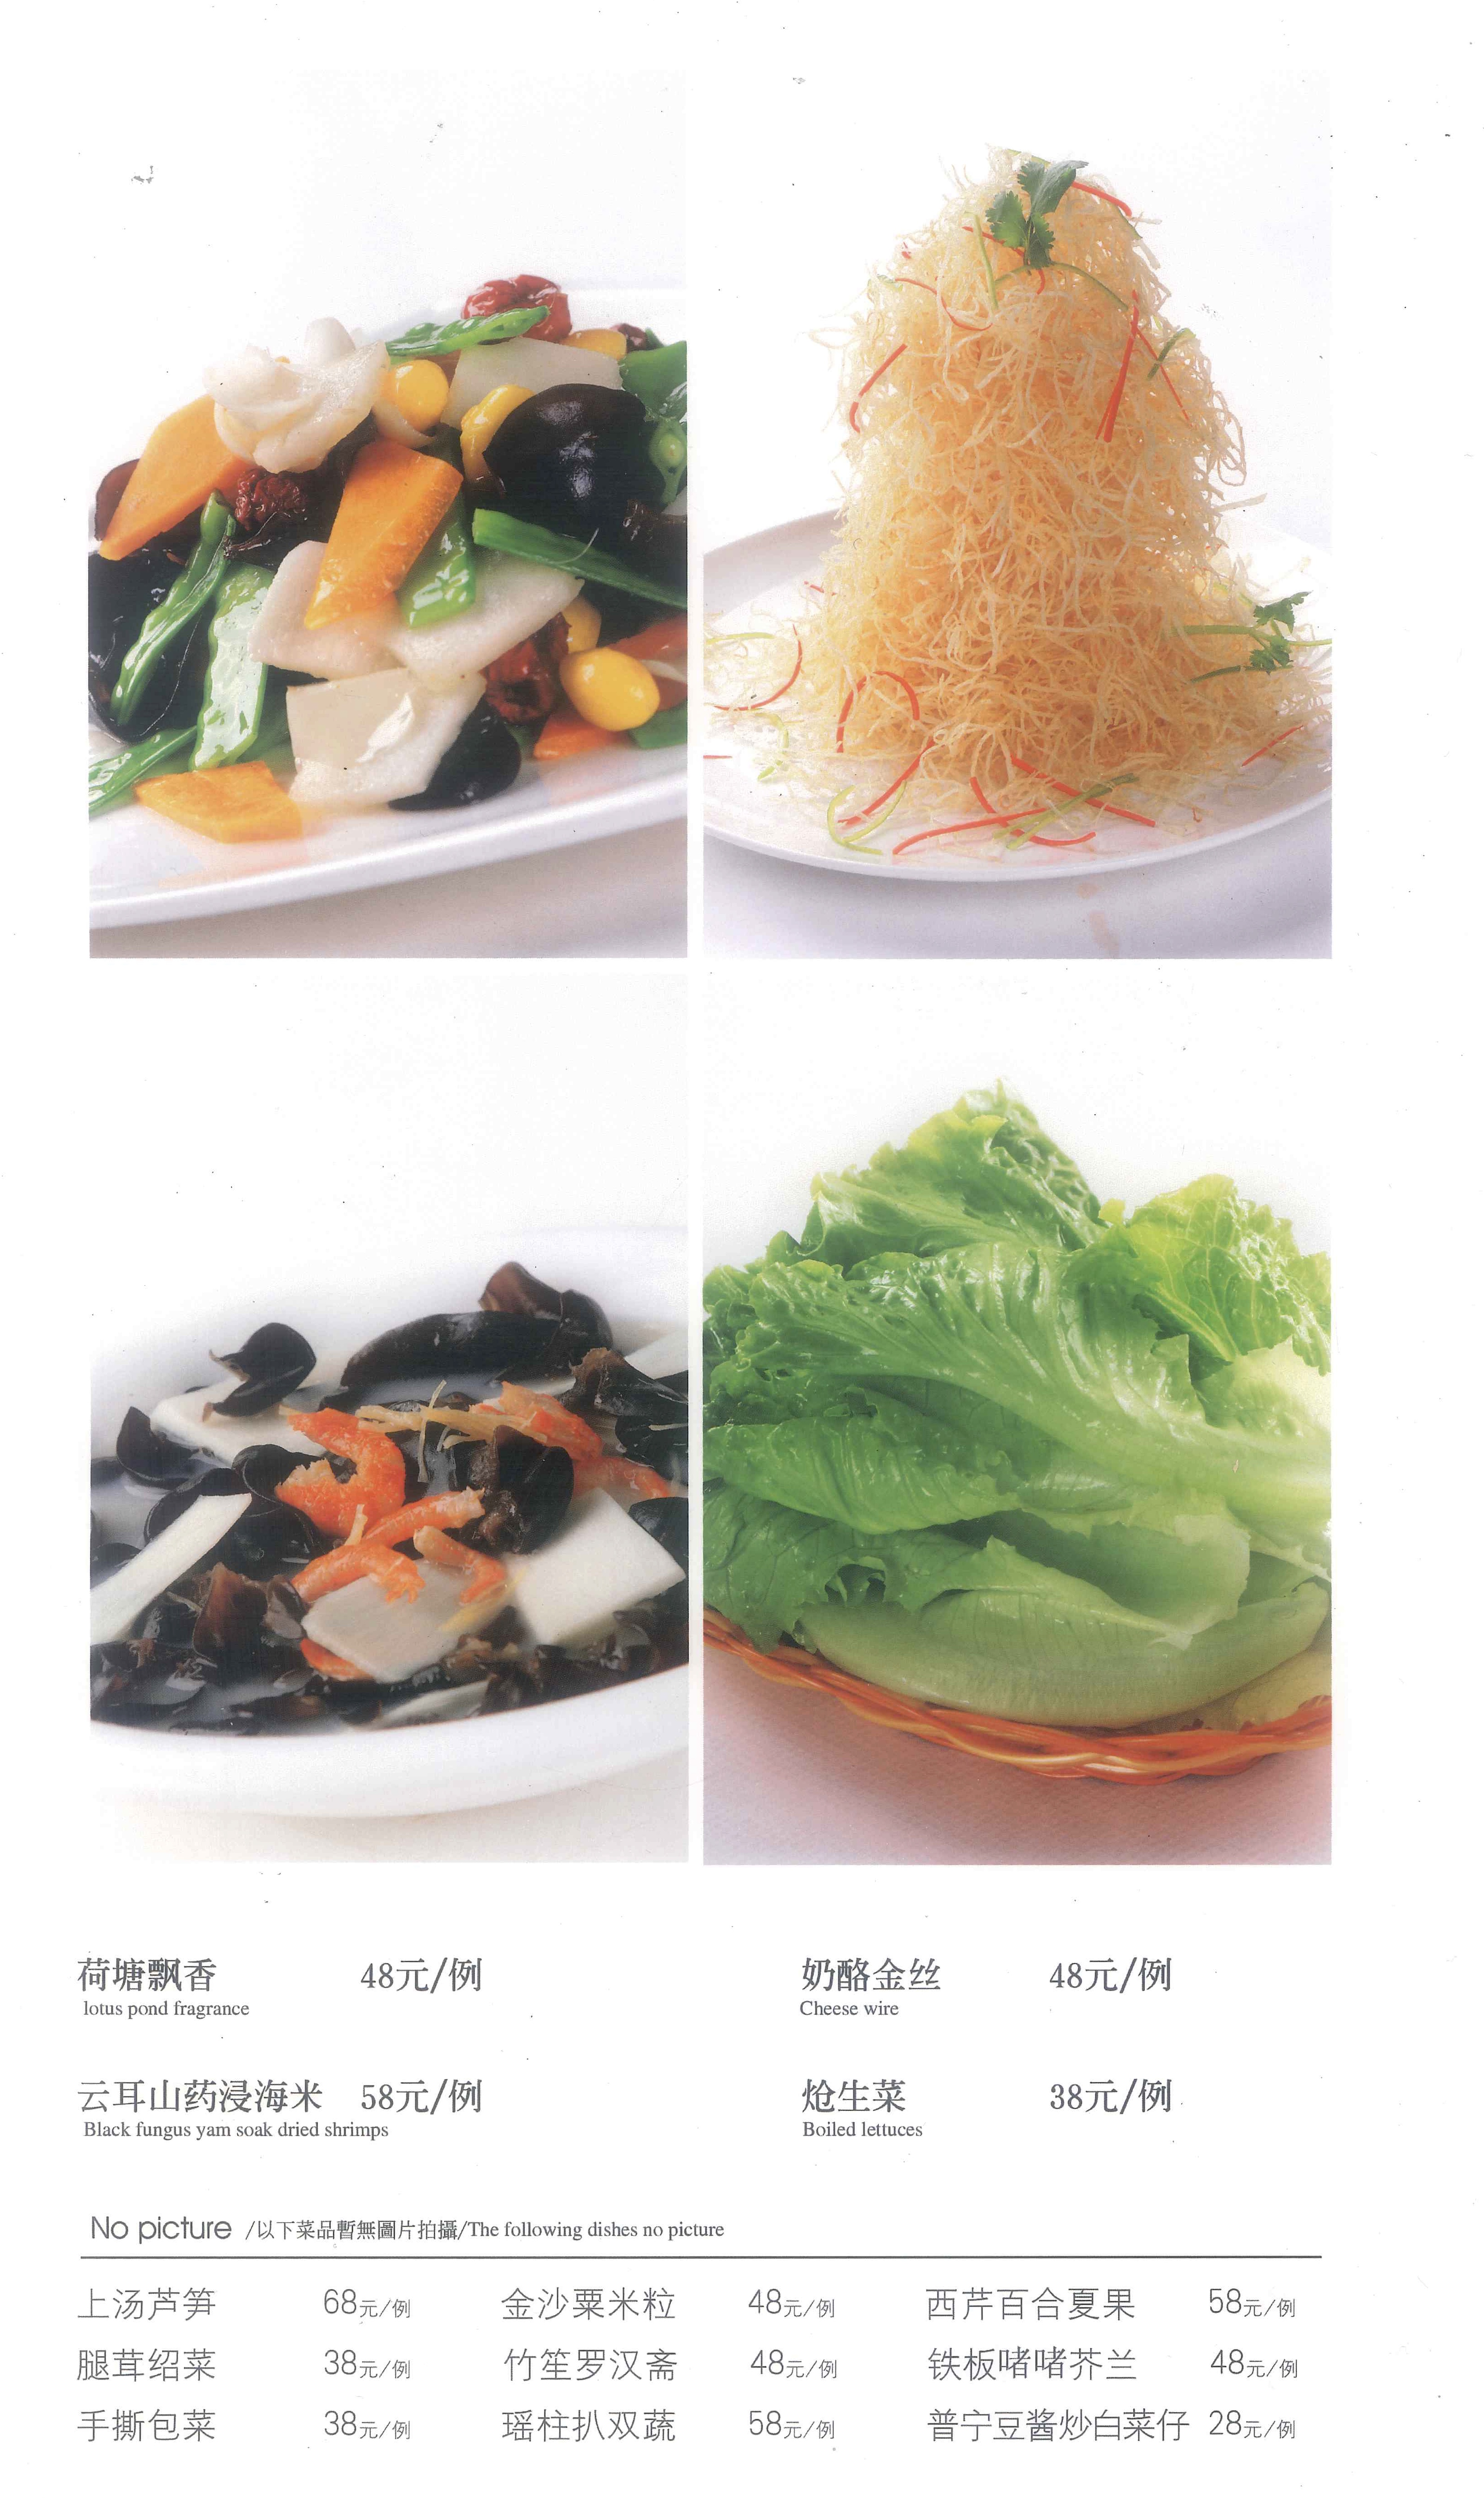 荷塘飘香 48元/例 奶酪金丝 48元/例
lotus pond fragrance Cheese wire
云耳山药浸海米 58元/例 炝生菜 38元/例
Black fungus yam soak dried shrimps Boiled lettuces
No picture /以下菜品暫無圖片拍攝/The following dishes no picture
上汤芦笋 68元/例 金沙粟米粒 48元/例 西芹百合夏果 58元/例
腿茸绍菜 38元/例 竹笙罗汉斋 48元/例 铁板啫啫芥兰 48元/例
手撕包菜 38元/例 瑶柱扒双蔬 58元/例 普宁豆酱炒白菜仔 28元/例